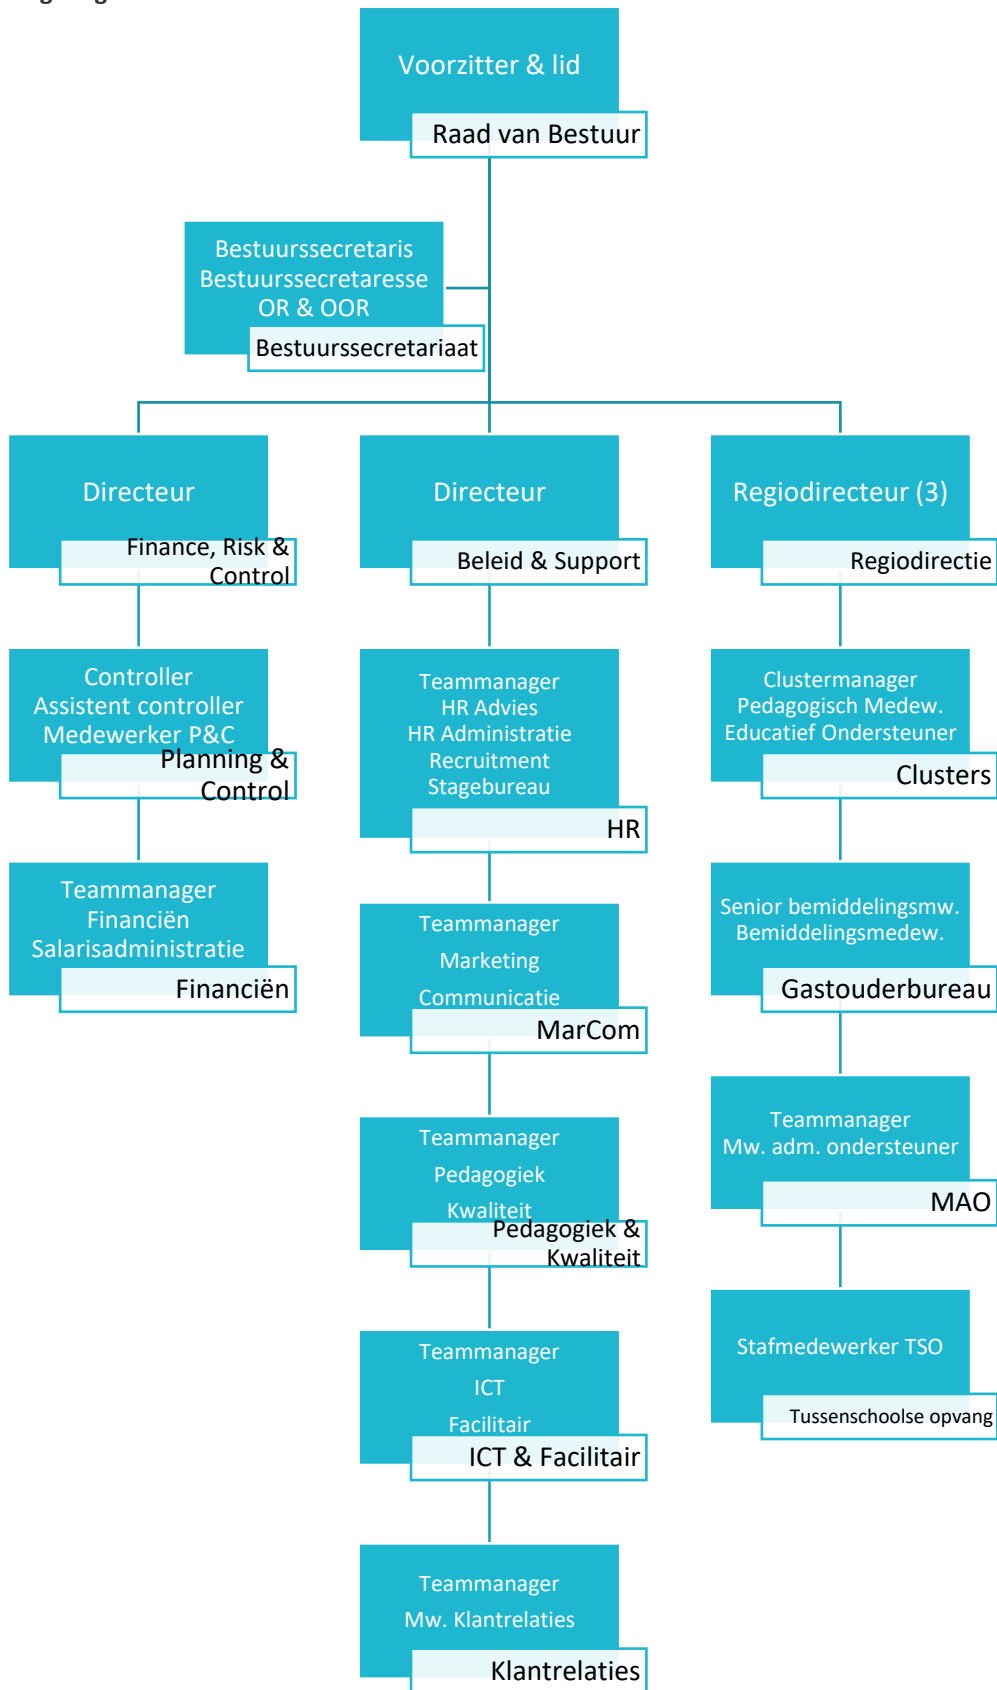 Voorzitter & lid
Raad van Bestuur
Bestuurssecretaris
Bestuurssecretaresse
OR & OOR
Bestuurssecretariaat
Directeur
Finance, Risk &
Control
Controller
Assistent controller
Medewerker P&C
Planning &
Control
Teammanager
Financiën
Salarisadministratie
Financiën
Directeur
Beleid & Support
Teammanager
HR Advies
HR Administratie
Recruitment
Stagebureau
HR
Teammanager
Marketing
Communicatie
MarCom
Teammanager
Pedagogiek
Kwaliteit
Pedagogiek &
Kwaliteit
Teammanager
ICT
Facilitair
ICT & Facilitair
Teammanager
Mw. Klantrelaties
Klantrelaties
Regiodirecteur (3)
Regiodirectie
Clustermanager
Pedagogisch Medew.
Educatief Ondersteuner
Clusters
Senior bemiddelingsmw.
Bemiddelingsmedew.
Gastouderbureau
Teammanager
Mw. adm. ondersteuner
MAO
Stafmedewerker TSO
Tussenschoolse opvang